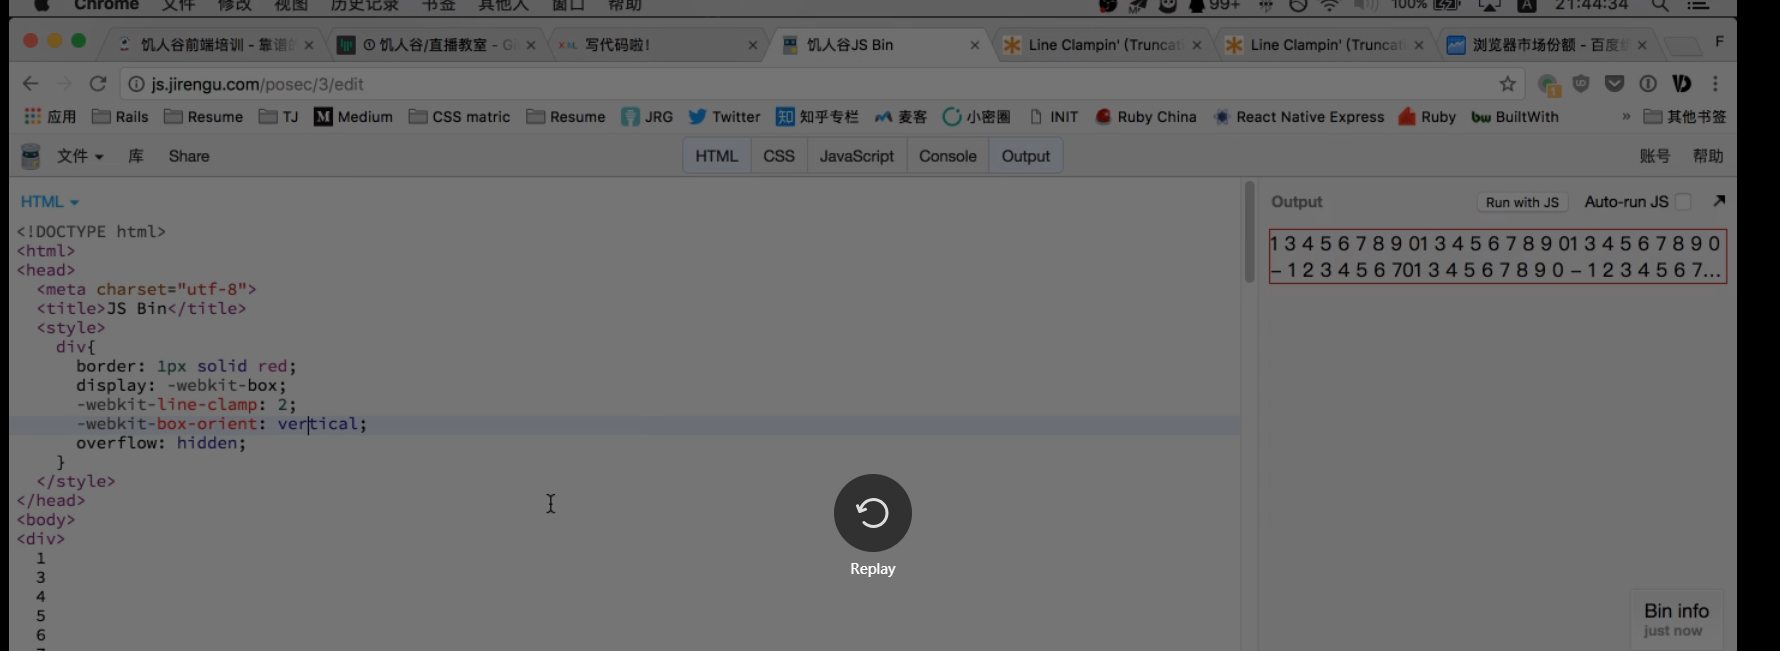 Chrome 文件 修改 视图 历史记录 书签 其他人 窗口 帮助 99+ 100% A 21:44:34
饥人谷前端培训 - 靠谱的 × 饥人谷/直播教室 - Gi × XML 写代码啦! × 饥人谷JS Bin × Line Clampin' (Truncat × Line Clampin' (Truncat × 浏览器市场份额 - 百度 × F
js.jirengu.com/posec/3/edit
应用 Rails Resume TJ Medium CSS matric Resume JRG Twitter 知乎专栏 麦客 小密圈 INIT Ruby China React Native Express Ruby BuiltWith » 其他书签
文件 库 Share HTML CSS JavaScript Console Output 账号 帮助
HTML
<!DOCTYPE html>
<html>
<head>
<meta charset="utf-8">
<title>JS Bin</title>
<style>
div{
border: 1px solid red;
display: -webkit-box;
-webkit-line-clamp: 2;
-webkit-box-orient: vertical;
overflow: hidden;
}
</style>
</head>
<body>
<div>
1
3
4
5
6
Output Run with JS Auto-run JS
1 3 4 5 6 7 8 9 01 3 4 5 6 7 8 9 01 3 4 5 6 7 8 9 0
– 1 2 3 4 5 6 701 3 4 5 6 7 8 9 0 – 1 2 3 4 5 6 7...
Replay
Bin info
just now